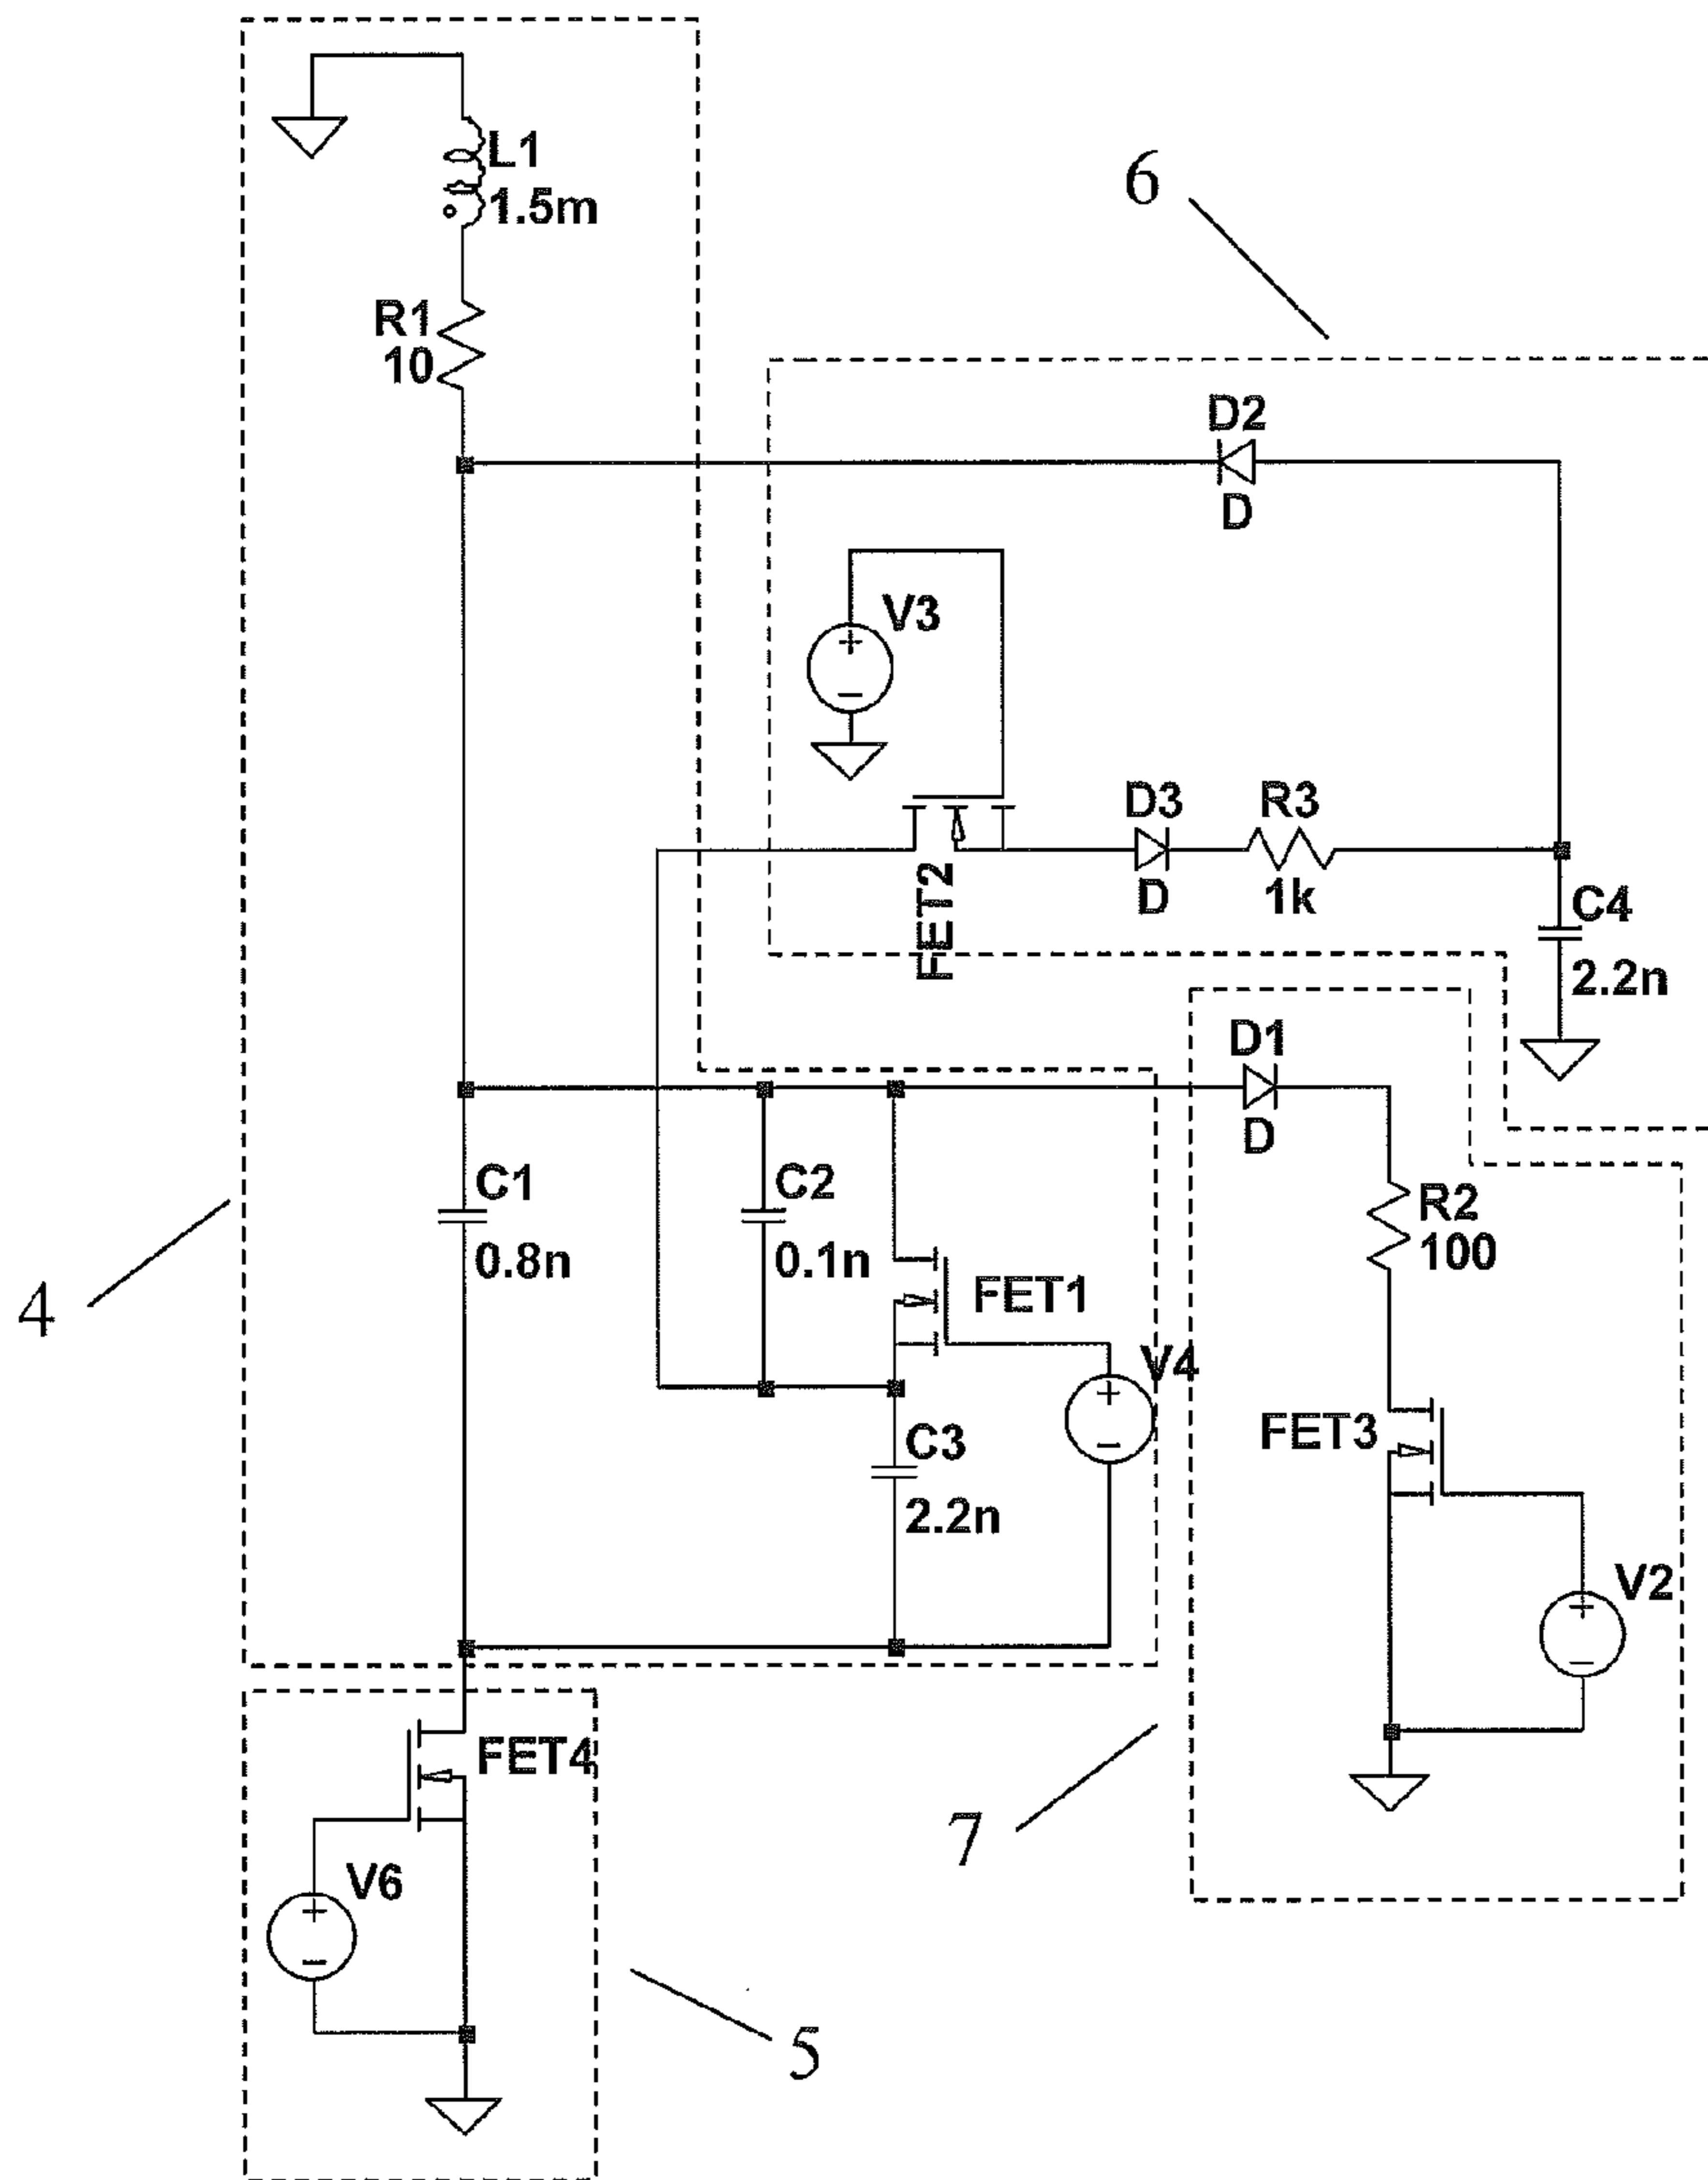 L1
1.5m
6
R1
10
D2
D
V3
D3
D
R3
1k
FET2
C4
2.2n
D1
D
C1
0.8n
C2
0.1n
R2
100
4
FET1
V4
FET3
C3
2.2n
V2
FET4
7
V6
5